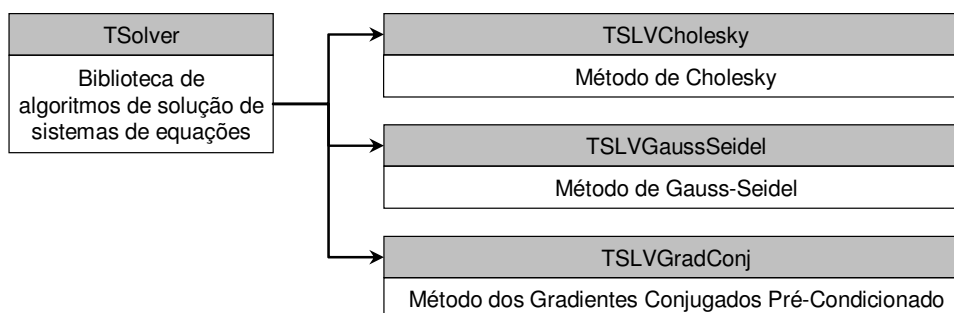 TSolver
Biblioteca de
algoritmos de solução de
sistemas de equações
TSLVCholesky
Método de Cholesky
TSLVGaussSeidel
Método de Gauss-Seidel
TSLVGradConj
Método dos Gradientes Conjugados Pré-Condicionado